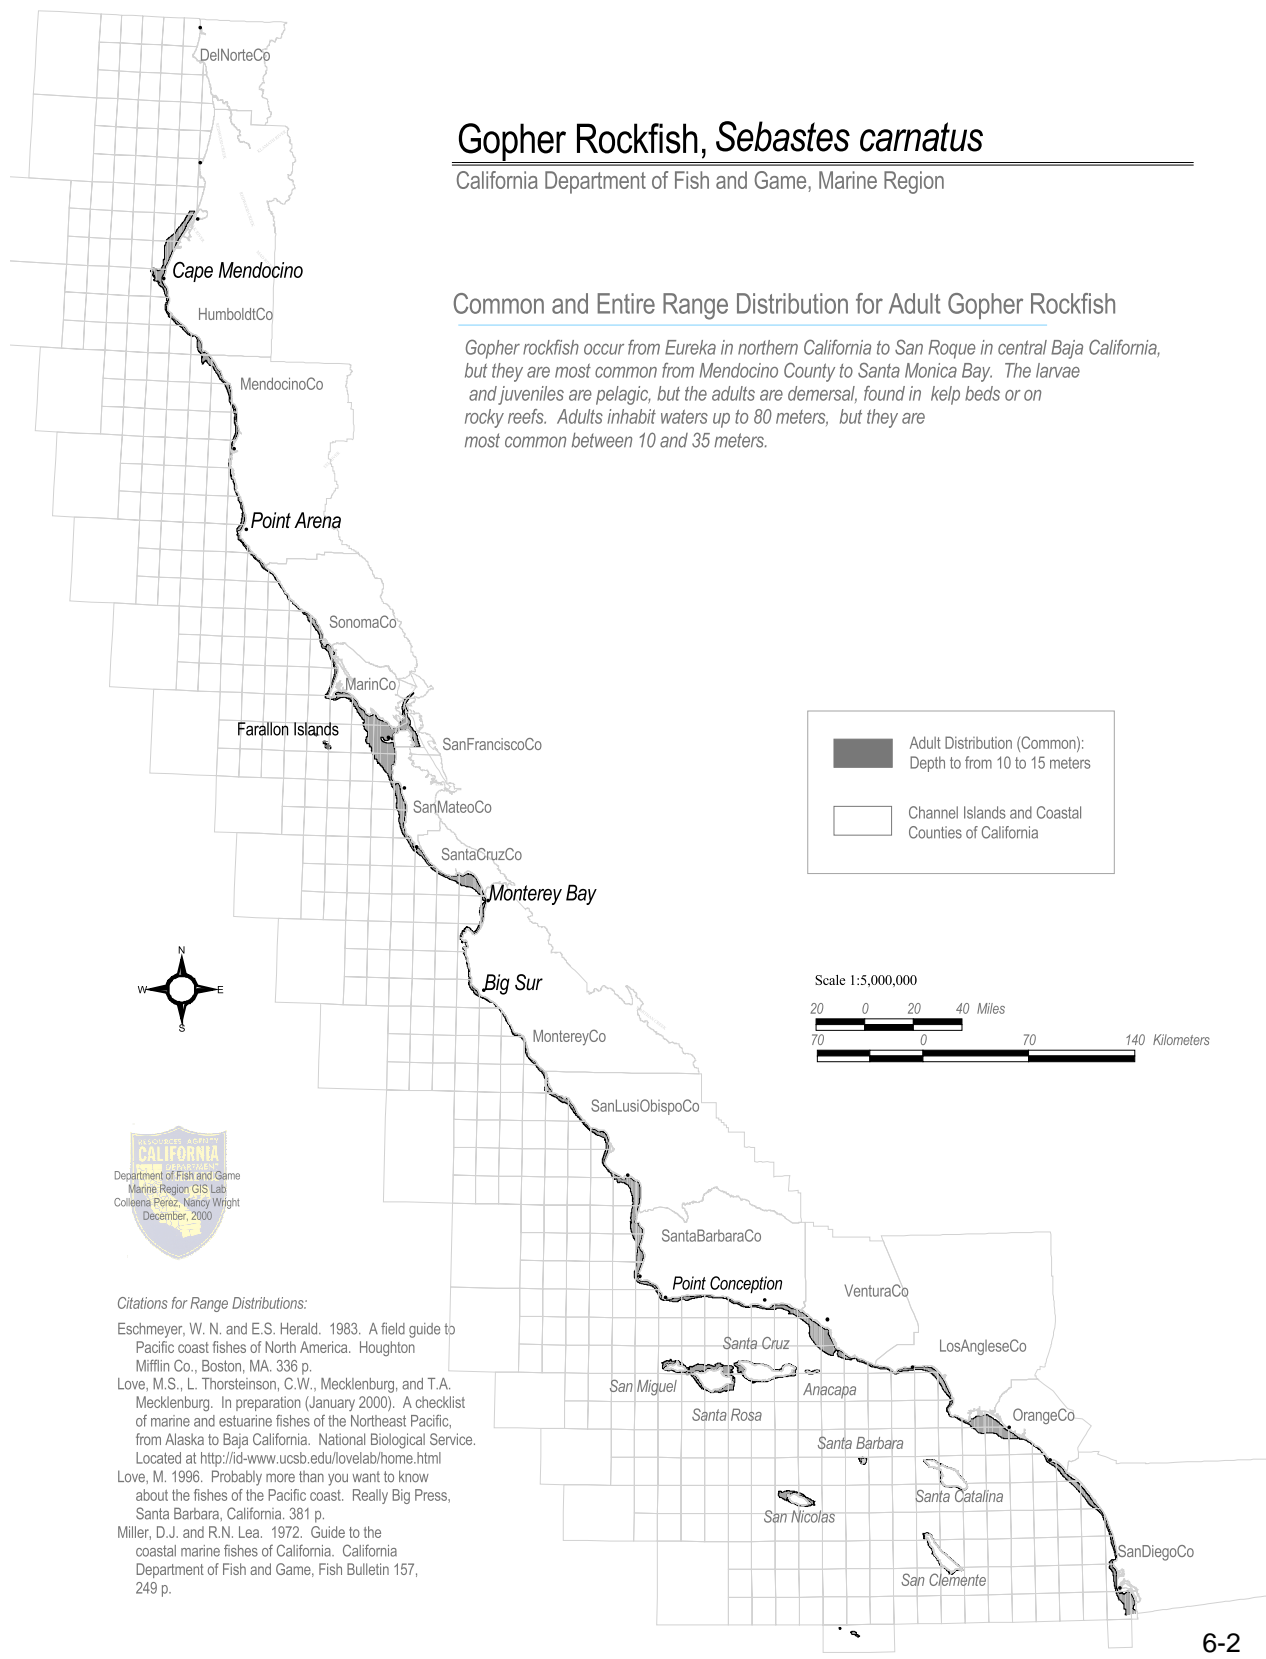 DelNorteCo
Gopher Rockfish, Sebastes carnatus
California Department of Fish and Game, Marine Region
Cape Mendocino
HumboldtCo
Common and Entire Range Distribution for Adult Gopher Rockfish
Gopher rockfish occur from Eureka in northern California to San Roque in central Baja California,
but they are most common from Mendocino County to Santa Monica Bay. The larvae
and juveniles are pelagic, but the adults are demersal, found in kelp beds or on
rocky reefs. Adults inhabit waters up to 80 meters, but they are
most common between 10 and 35 meters.
MendocinoCo
Point Arena
SonomaCo
MarinCo
Farallon Islands
SanFranciscoCo
SanMateoCo
SantaCruzCo
Monterey Bay
Big Sur
MontereyCo
SanLusiObispoCo
Adult Distribution (Common):
Depth to from 10 to 15 meters
Channel Islands and Coastal
Counties of California
N
W
E
S
Scale 1:5,000,000
20 0 20 40 Miles
70 0 70 140 Kilometers
RESOURCES AGENCY
CALIFORNIA
DEPARTMENT
Department of Fish and Game
Marine Region GIS Lab
Colleena Perez, Nancy Wright
December, 2000
SantaBarbaraCo
Point Conception
VenturaCo
LosAngleseCo
OrangeCo
SanDiegoCo
Santa Cruz
San Miguel
Anacapa
Santa Rosa
Santa Barbara
Santa Catalina
San Nicolas
San Clemente
Citations for Range Distributions:
Eschmeyer, W. N. and E.S. Herald. 1983. A field guide to
Pacific coast fishes of North America. Houghton
Mifflin Co., Boston, MA. 336 p.
Love, M.S., L. Thorsteinson, C.W., Mecklenburg, and T.A.
Mecklenburg. In preparation (January 2000). A checklist
of marine and estuarine fishes of the Northeast Pacific,
from Alaska to Baja California. National Biological Service.
Located at http://id-www.ucsb.edu/lovelab/home.html
Love, M. 1996. Probably more than you want to know
about the fishes of the Pacific coast. Really Big Press,
Santa Barbara, California. 381 p.
Miller, D.J. and R.N. Lea. 1972. Guide to the
coastal marine fishes of California. California
Department of Fish and Game, Fish Bulletin 157,
249 p.
6-2